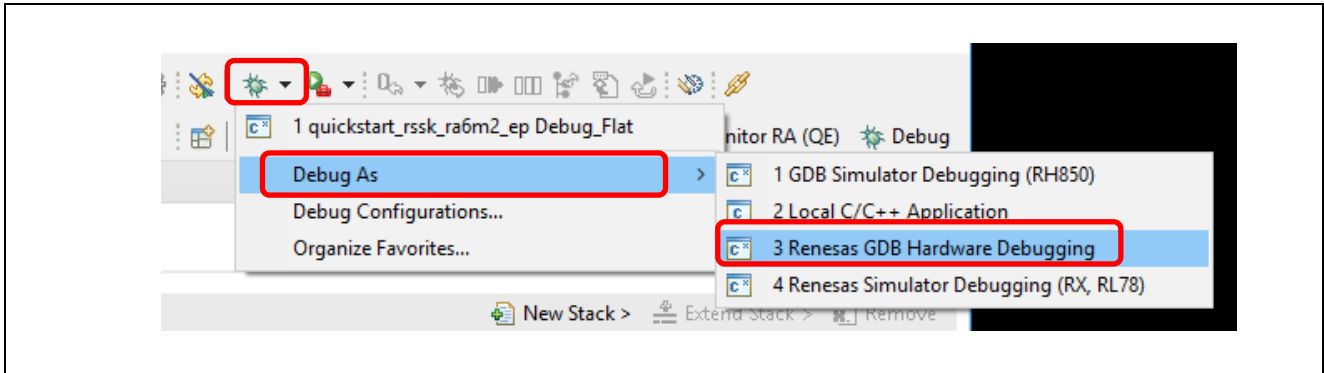 1 quickstart_rssk_ra6m2_ep Debug_Flat
nitor RA (QE) Debug
Debug As >
1 GDB Simulator Debugging (RH850)
Debug Configurations...
2 Local C/C++ Application
Organize Favorites...
3 Renesas GDB Hardware Debugging
4 Renesas Simulator Debugging (RX, RL78)
New Stack > Extend Stack > Remove